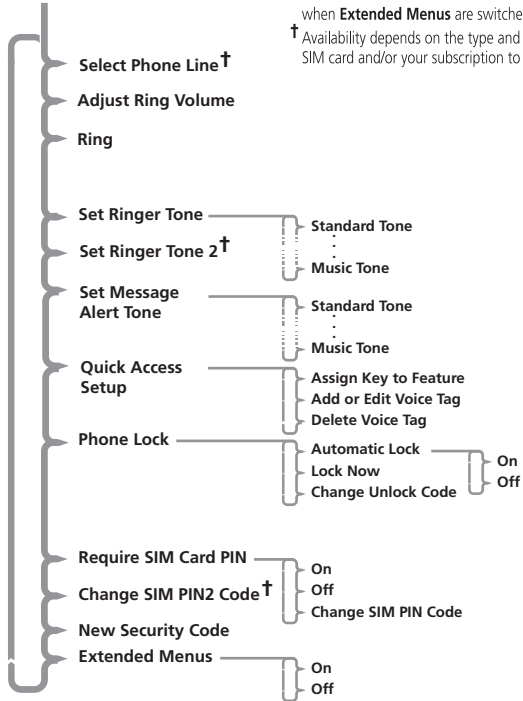 when Extended Menus are switche
† Availability depends on the type and
SIM card and/or your subscription to
Select Phone Line†
Adjust Ring Volume
Ring
Set Ringer Tone
Standard Tone
Set Ringer Tone 2†
Music Tone
Set Message
Alert Tone
Standard Tone
Music Tone
Quick Access
Setup
Assign Key to Feature
Add or Edit Voice Tag
Delete Voice Tag
Phone Lock
Automatic Lock
On
Off
Lock Now
Change Unlock Code
Require SIM Card PIN
On
Off
Change SIM PIN Code
Change SIM PIN2 Code†
New Security Code
Extended Menus
On
Off